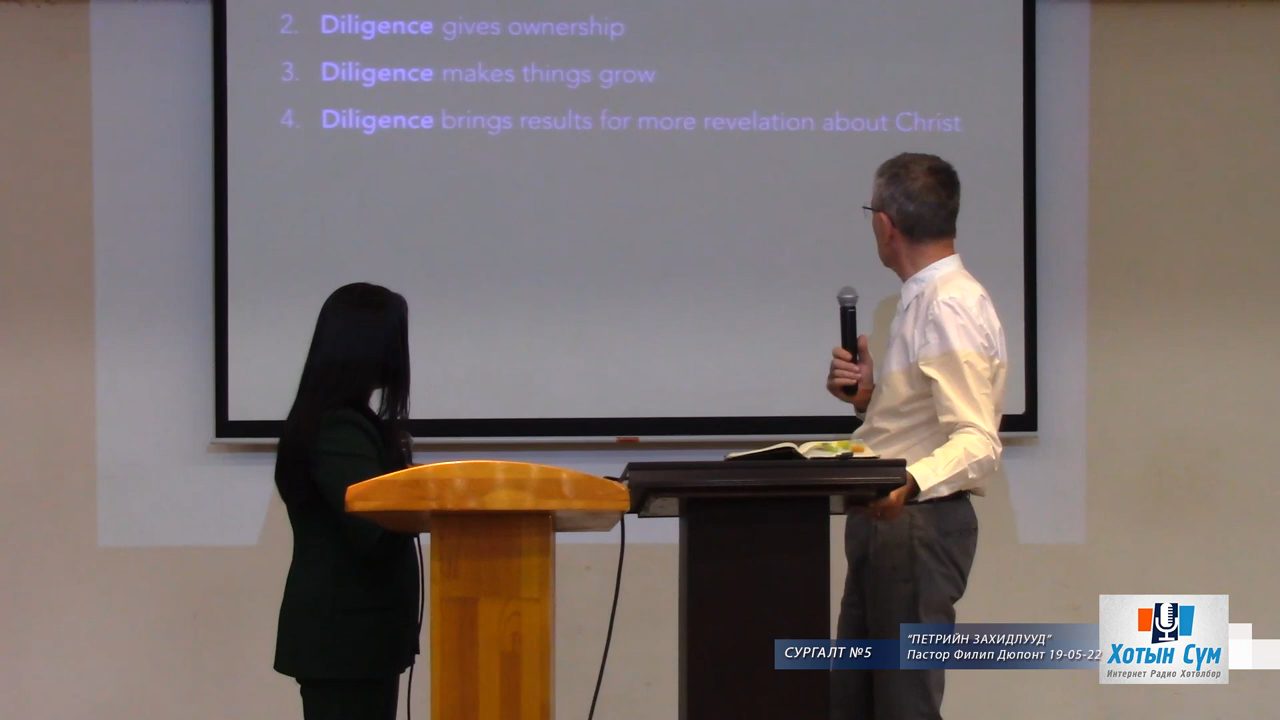 2. Diligence gives ownership
3. Diligence makes things grow
4. Diligence brings results for more revelation about Christ
СУРГАЛТ №5
"ПЕТРИЙН ЗАХИДЛУУД"
Пастор Филип Дюпонт 19-05-22
Хотын Сүм
Интернет Радио Хөтөлбөр